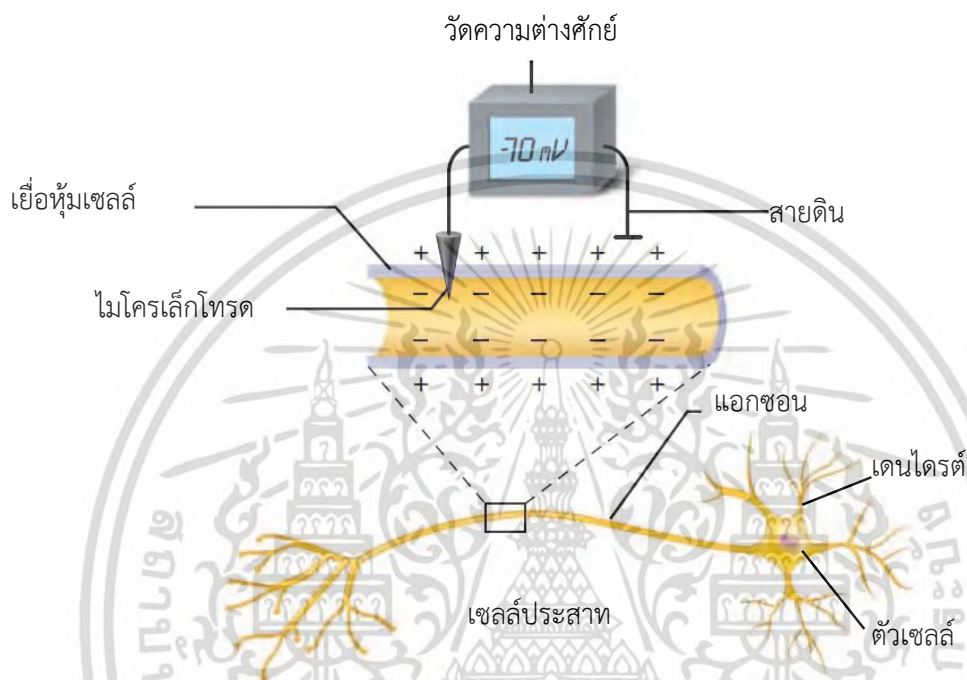 วัดความต่างศักย์
-70 mV
เยื่อหุ้มเซลล์
สายดิน
+ + + + +
ไมโครเล็กโทรด
– – – – –
– – – – –
+ + + + +
แอกซอน
เดนไดรต์
เซลล์ประสาท
ตัวเซลล์